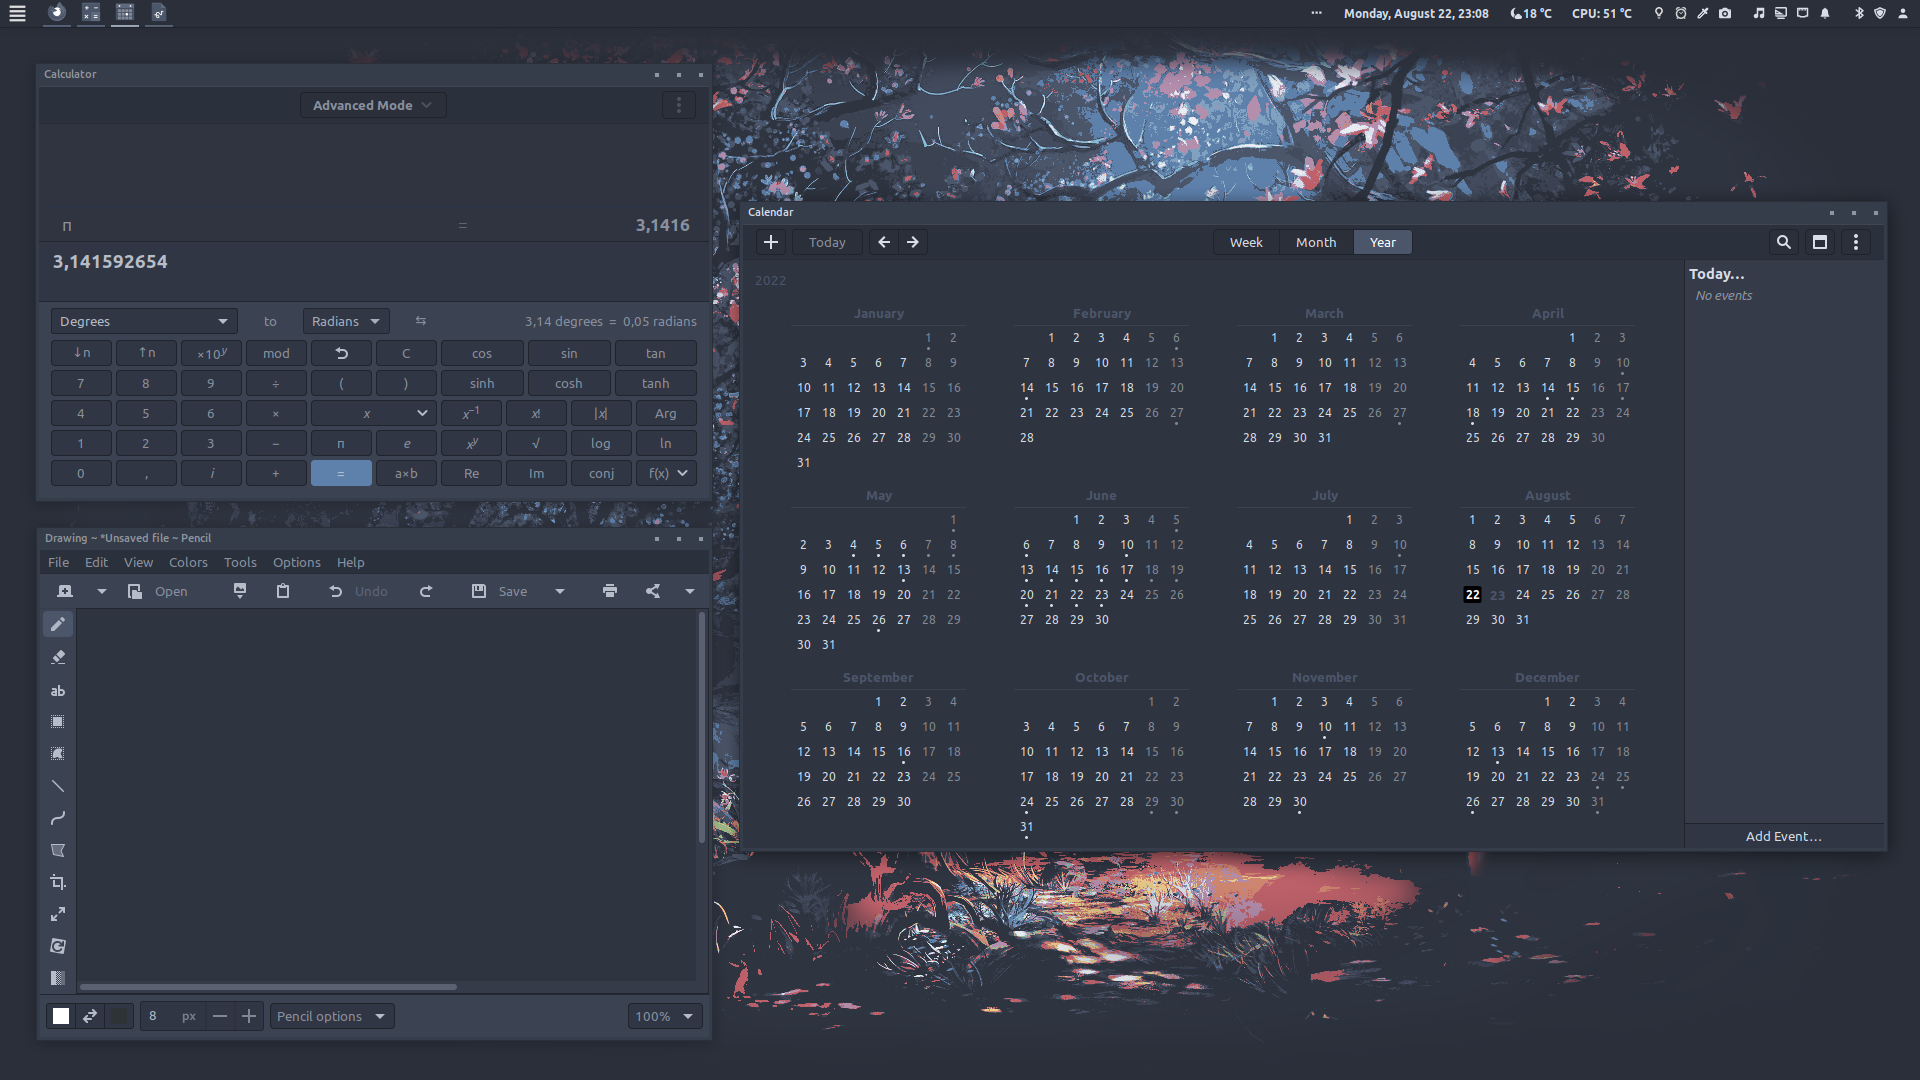 Monday, August 22, 23:08 18 °C CPU: 51 °C
Calculator
Advanced Mode
π = 3,1416
3,141592654
Degrees to Radians 3,14 degrees = 0,05 radians
↓n ↑n ×10^y mod C cos sin tan
7 8 9 ÷ ( ) sinh cosh tanh
4 5 6 × x x⁻¹ x! |x| Arg
1 2 3 − π e x^y √ log ln
0 , i + = a×b Re Im conj f(x)
Drawing ~ *Unsaved file ~ Pencil
File Edit View Colors Tools Options Help
Open Undo Save
ab
8 px Pencil options 100%
Calendar
Today Week Month Year
2022
January February March April
1 2 1 2 3 4 5 6 1 2 3 4 5 6 1 2 3
3 4 5 6 7 8 9 7 8 9 10 11 12 13 7 8 9 10 11 12 13 4 5 6 7 8 9 10
10 11 12 13 14 15 16 14 15 16 17 18 19 20 14 15 16 17 18 19 20 11 12 13 14 15 16 17
17 18 19 20 21 22 23 21 22 23 24 25 26 27 21 22 23 24 25 26 27 18 19 20 21 22 23 24
24 25 26 27 28 29 30 28 28 29 30 31 25 26 27 28 29 30
31
May June July August
1 1 2 3 4 5 1 2 3 1 2 3 4 5 6 7
2 3 4 5 6 7 8 6 7 8 9 10 11 12 4 5 6 7 8 9 10 8 9 10 11 12 13 14
9 10 11 12 13 14 15 13 14 15 16 17 18 19 11 12 13 14 15 16 17 15 16 17 18 19 20 21
16 17 18 19 20 21 22 20 21 22 23 24 25 26 18 19 20 21 22 23 24 22 23 24 25 26 27 28
23 24 25 26 27 28 29 27 28 29 30 25 26 27 28 29 30 31 29 30 31
30 31
September October November December
1 2 3 4 1 2 1 2 3 4 5 6 1 2 3 4
5 6 7 8 9 10 11 3 4 5 6 7 8 9 7 8 9 10 11 12 13 5 6 7 8 9 10 11
12 13 14 15 16 17 18 10 11 12 13 14 15 16 14 15 16 17 18 19 20 12 13 14 15 16 17 18
19 20 21 22 23 24 25 17 18 19 20 21 22 23 21 22 23 24 25 26 27 19 20 21 22 23 24 25
26 27 28 29 30 24 25 26 27 28 29 30 28 29 30 26 27 28 29 30 31
31
Today...
No events
Add Event...